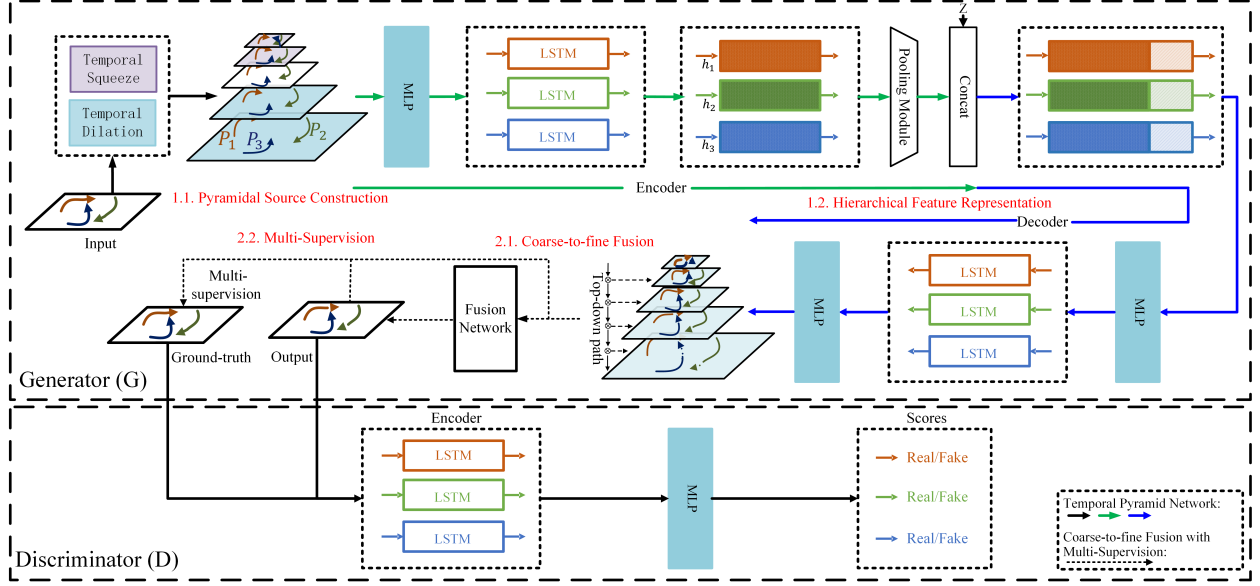 Temporal
Squeeze
Temporal
Dilation
Input
P1
P3
P2
MLP
LSTM
LSTM
LSTM
h1
h2
h3
Pooling Module
Z
Concat
1.1. Pyramidal Source Construction
Encoder
1.2. Hierarchical Feature Representation
Decoder
2.2. Multi-Supervision
2.1. Coarse-to-fine Fusion
Multi-
supervision
Ground-truth
Output
Fusion
Network
Top-down path
MLP
LSTM
LSTM
LSTM
MLP
Generator (G)
Encoder
LSTM
LSTM
LSTM
MLP
Scores
Real/Fake
Real/Fake
Real/Fake
Discriminator (D)
Temporal Pyramid Network:
Coarse-to-fine Fusion with
Multi-Supervision: